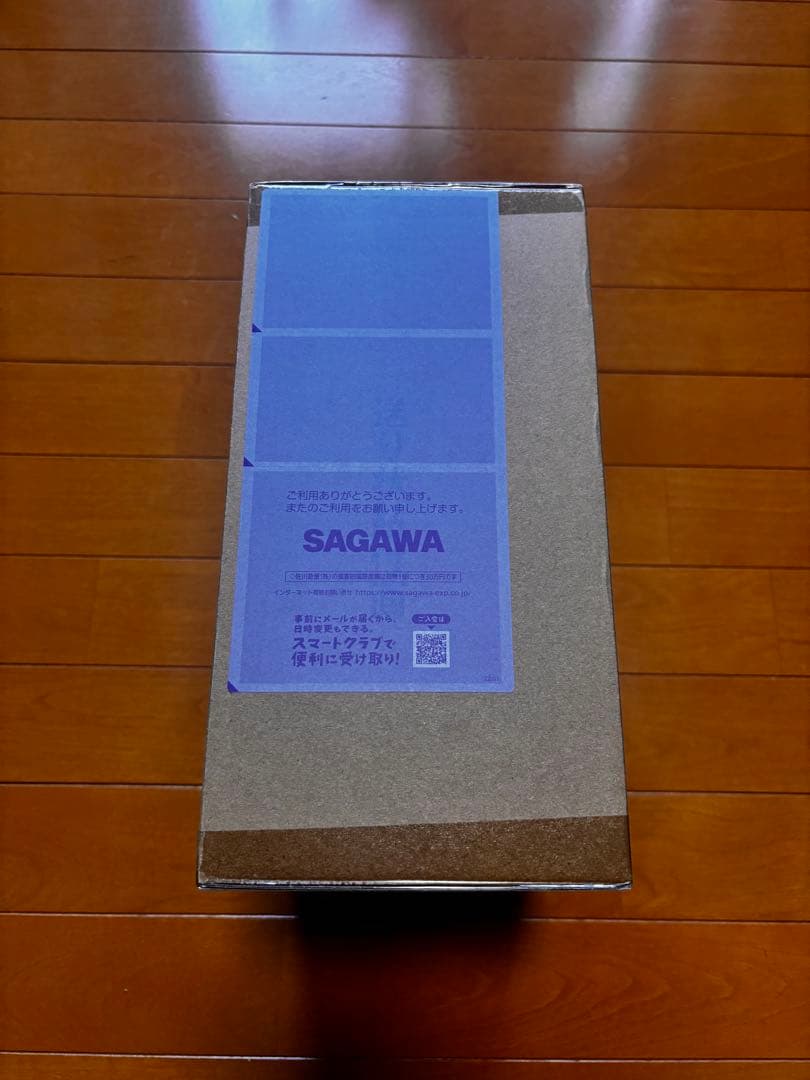 ご利用ありがとうございます。
またのご利用をお願い申し上げます。
SAGAWA
インターネット荷物お問い合せ https://www.sagawa-exp.co.jp/
事前にメールが届くから、
日時変更もできる。
スマートクラブで
便利に受け取り!
ご入会は